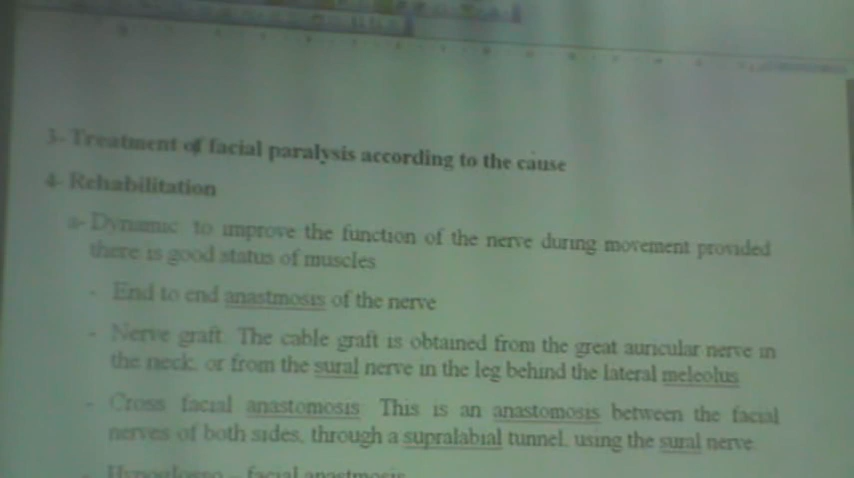 3- Treatment of facial paralysis according to the cause
4- Rehabilitation
a- Dynamic to improve the function of the nerve during movement provided
there is good status of muscles
- End to end anastmosis of the nerve
- Nerve graft. The cable graft is obtained from the great auricular nerve in
the neck, or from the sural nerve in the leg behind the lateral meleolus
- Cross facial anastomosis This is an anastomosis between the facial
nerves of both sides, through a supralabial tunnel, using the sural nerve
- Hypoglosso – facial anastmosis